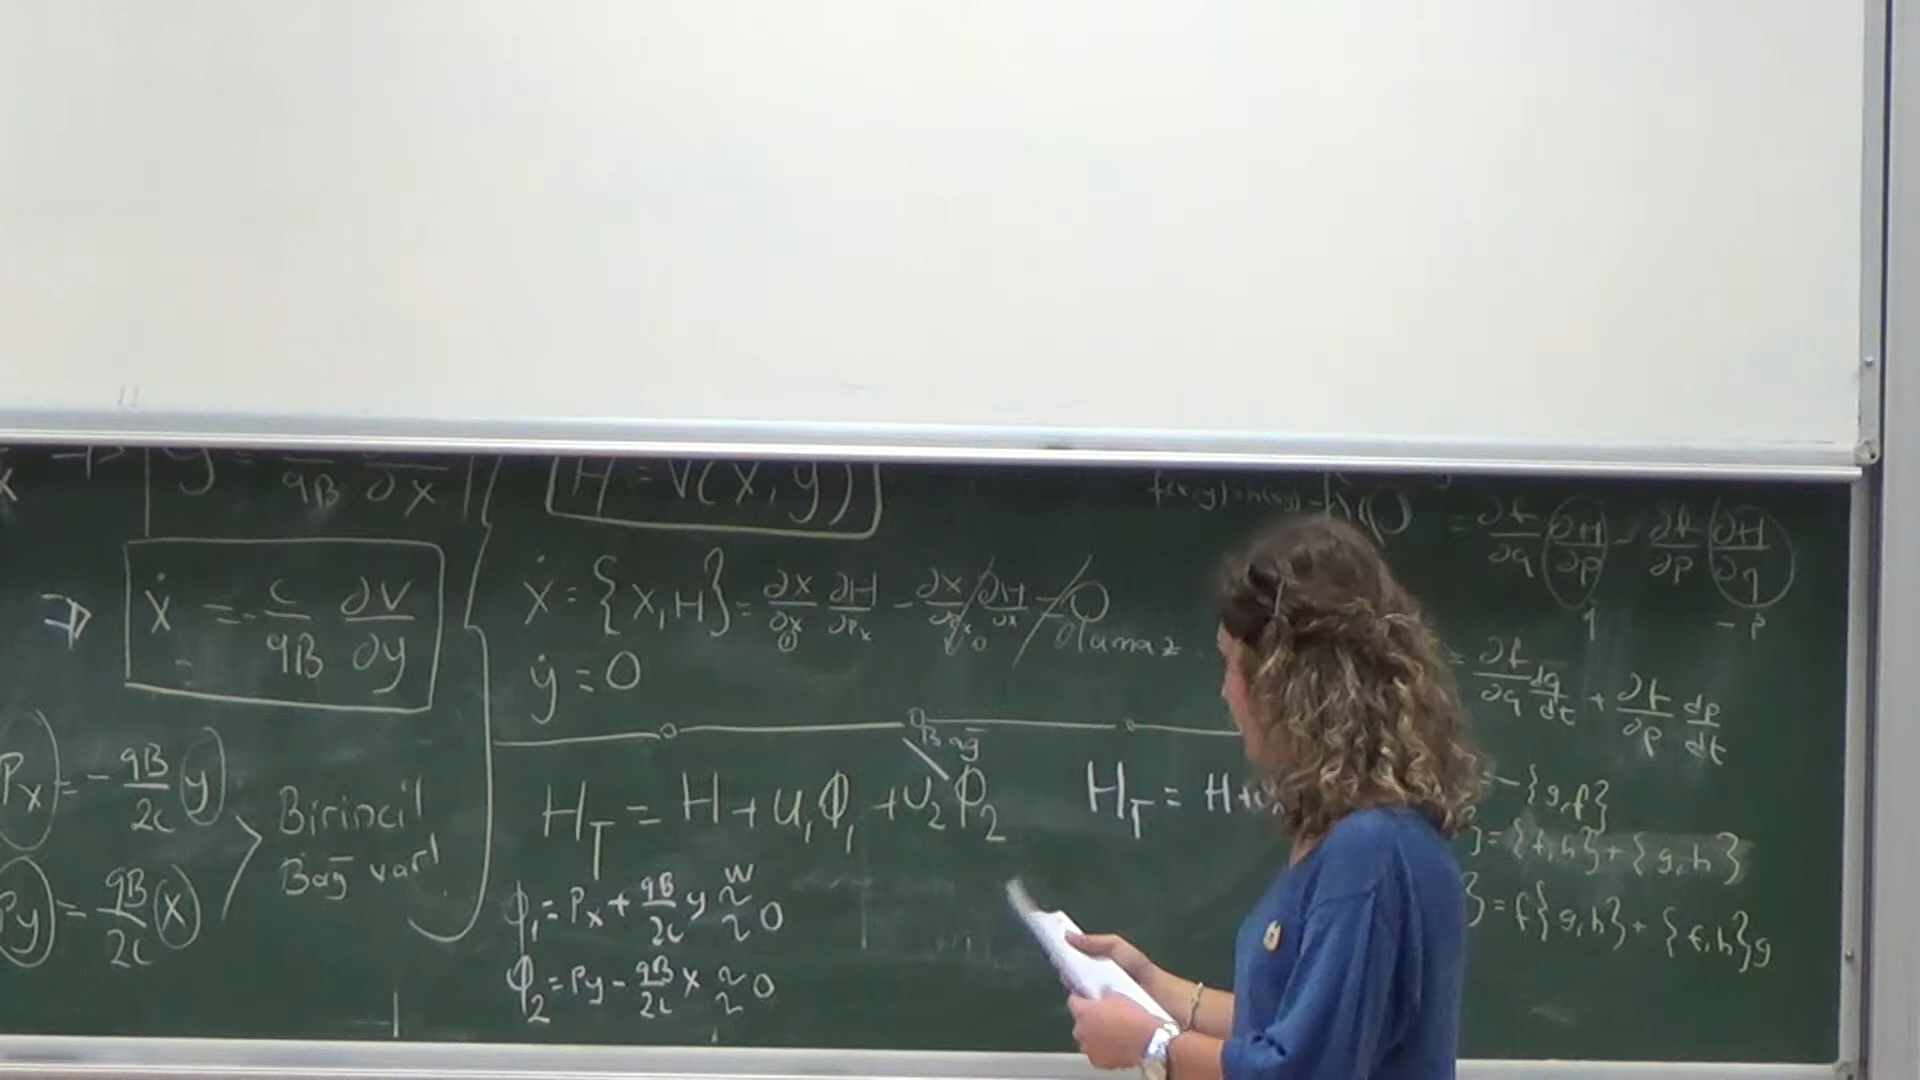 ẏ = / qB ∂x
ẋ = - c/qB ∂V/∂y
Px = - qB/2c y
Py = qB/2c x
Birincil
Bağ var!
H = V(x, y)
ẋ = {x, H} = ∂x/∂x ∂H/∂Px - ∂x/∂Px ∂H/∂x = 0
olamaz
ẏ = 0
Bağ
H_T = H + u₁ϕ₁ + u₂ϕ₂
ϕ₁ = Px + qB/2c y ≈ 0
ϕ₂ = Py - qB/2c x ≈ 0
H_T = H + u
= ∂f/∂q ∂H/∂p - ∂f/∂p ∂H/∂q
= ∂f/∂q dq/dt + ∂f/∂p dp/dt
= -{g, f}
} = {f, h} + {g, h}
} = f{g, h} + {f, h}g